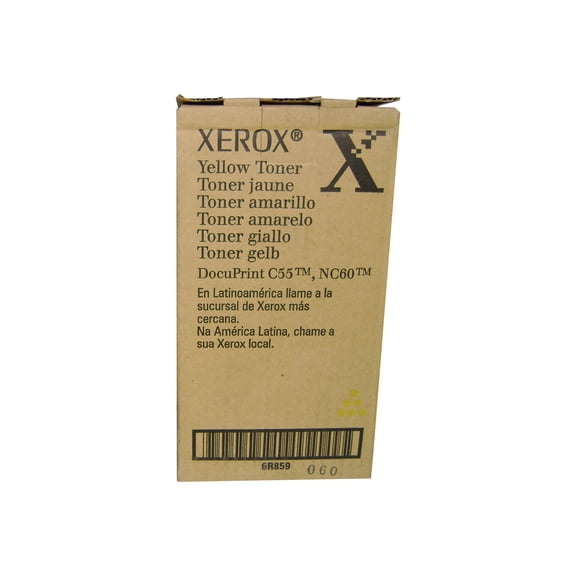 XEROX®
X
Yellow Toner
Toner jaune
Toner amarillo
Toner amarelo
Toner giallo
Toner gelb
DocuPrint C55™, NC60™
En Latinoamérica llame a la
sucursal de Xerox más
cercana.
Na América Latina, chame a
sua Xerox local.
6R859
060